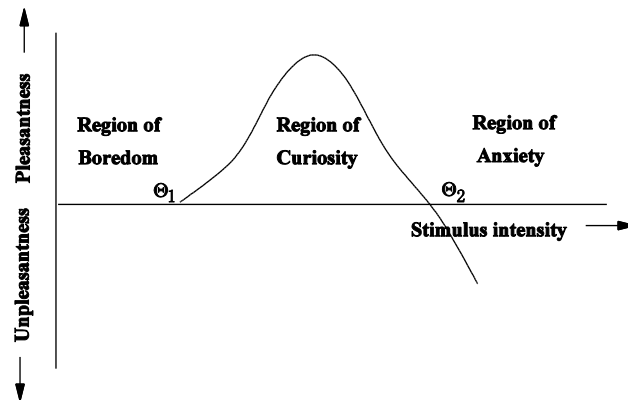 Pleasantness
Unpleasantness
Region of
Boredom
Region of
Curiosity
Region of
Anxiety
Θ1
Θ2
Stimulus intensity